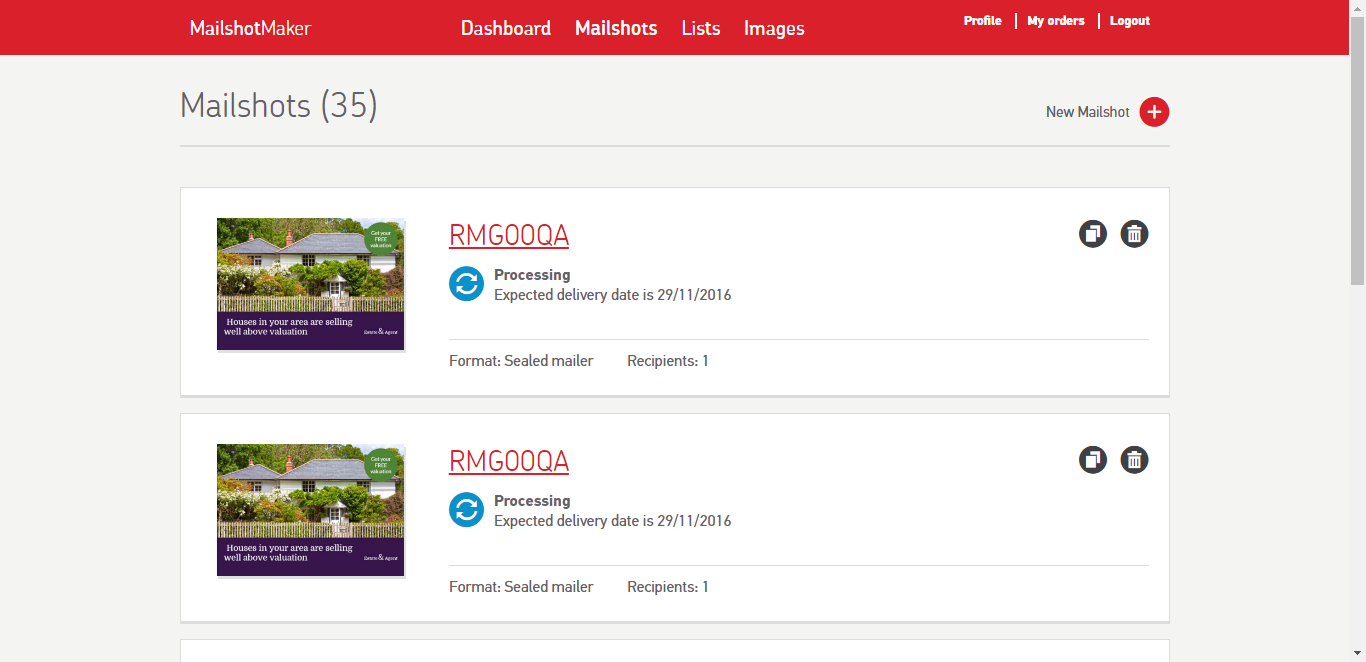 MailshotMaker
Dashboard Mailshots Lists Images
Profile My orders Logout
Mailshots (35)
New Mailshot
Get your
FREE
valuation
Houses in your area are selling
well above valuation
Estate & Agent
RMG00QA
Processing
Expected delivery date is 29/11/2016
Format: Sealed mailer Recipients: 1
Get your
FREE
valuation
Houses in your area are selling
well above valuation
Estate & Agent
RMG00QA
Processing
Expected delivery date is 29/11/2016
Format: Sealed mailer Recipients: 1